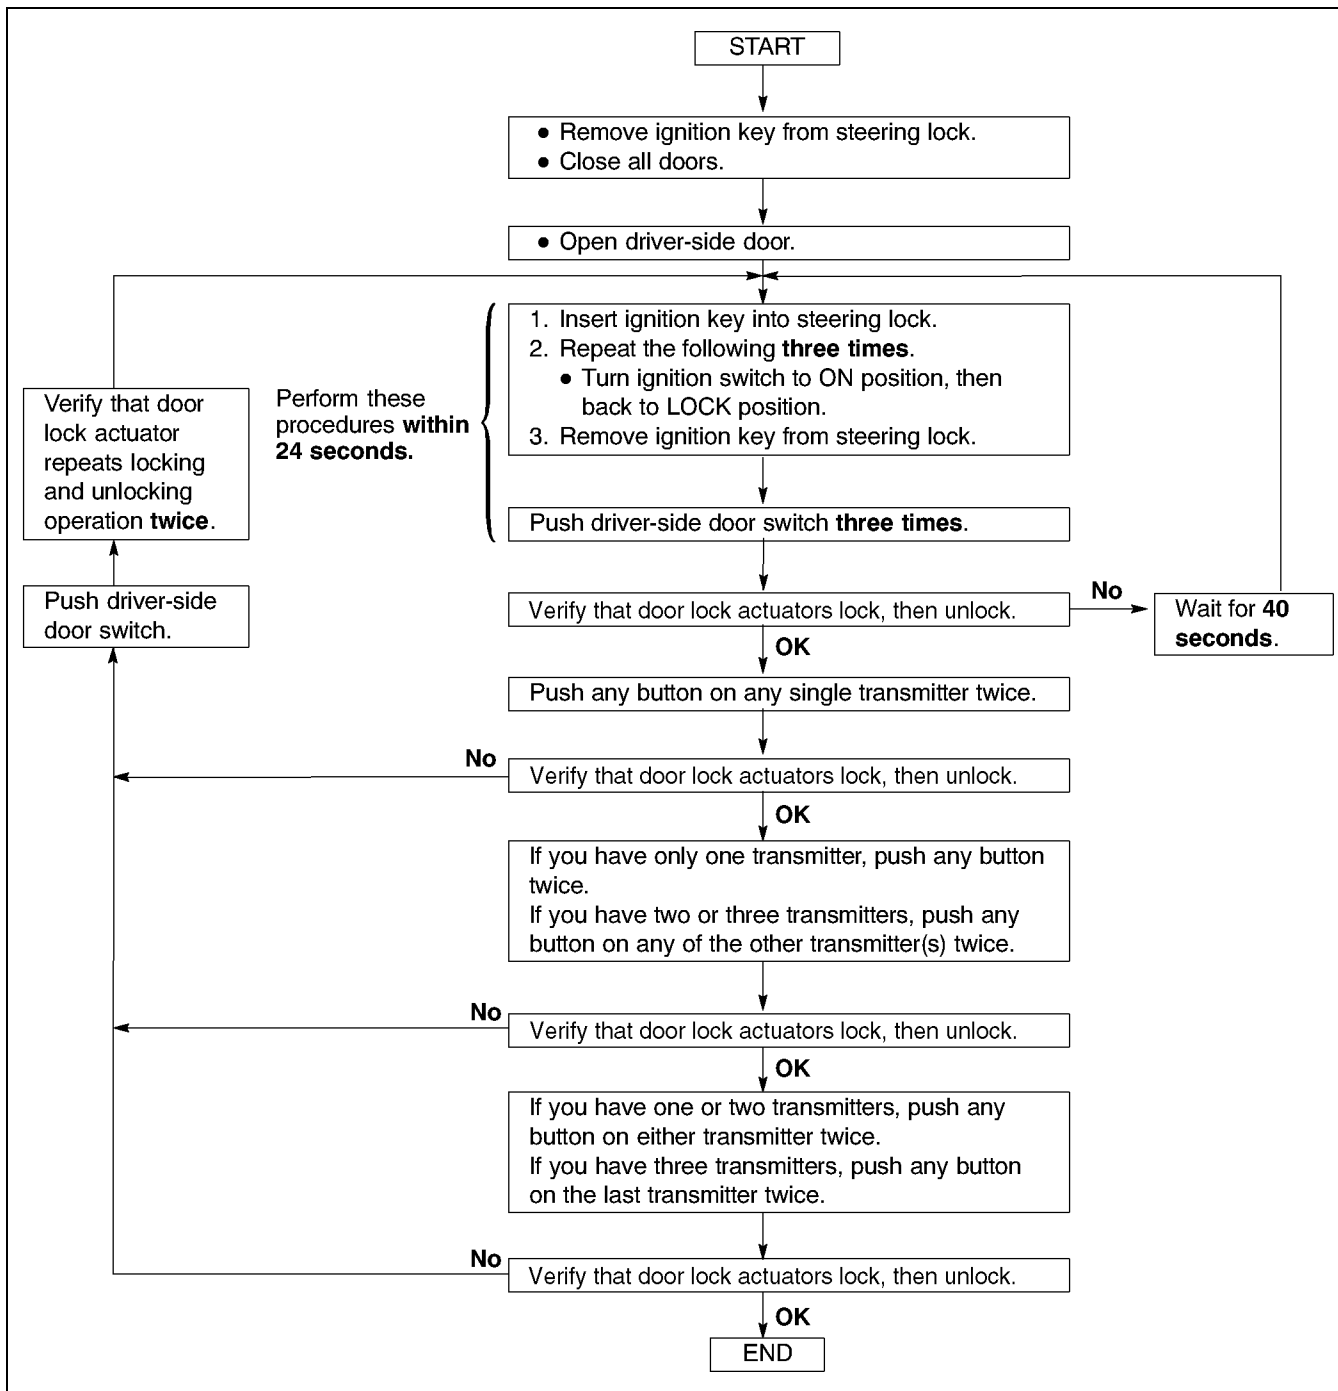 START
● Remove ignition key from steering lock.
● Close all doors.
● Open driver-side door.
1. Insert ignition key into steering lock.
2. Repeat the following three times.
● Turn ignition switch to ON position, then
back to LOCK position.
3. Remove ignition key from steering lock.
Perform these
procedures within
24 seconds.
Verify that door
lock actuator
repeats locking
and unlocking
operation twice.
Push driver-side door switch three times.
Push driver-side
door switch.
Verify that door lock actuators lock, then unlock.
No
Wait for 40
seconds.
OK
Push any button on any single transmitter twice.
No
Verify that door lock actuators lock, then unlock.
OK
If you have only one transmitter, push any button
twice.
If you have two or three transmitters, push any
button on any of the other transmitter(s) twice.
No
Verify that door lock actuators lock, then unlock.
OK
If you have one or two transmitters, push any
button on either transmitter twice.
If you have three transmitters, push any button
on the last transmitter twice.
No
Verify that door lock actuators lock, then unlock.
OK
END